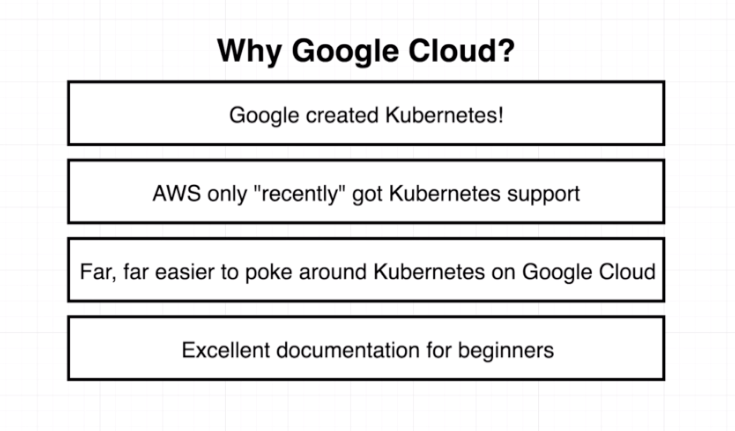 Why Google Cloud?
Google created Kubernetes!
AWS only "recently" got Kubernetes support
Far, far easier to poke around Kubernetes on Google Cloud
Excellent documentation for beginners